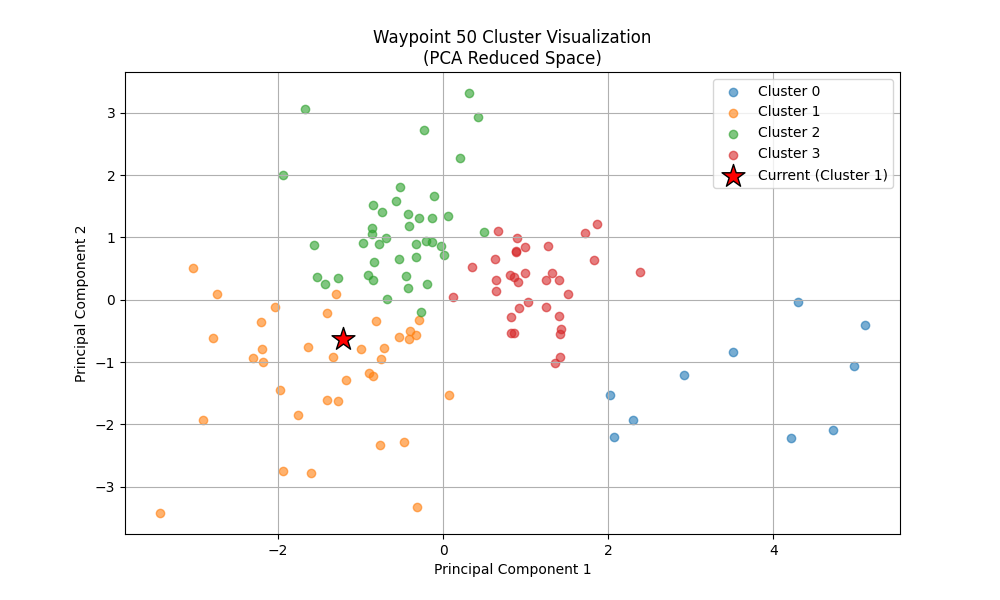 Waypoint 50 Cluster Visualization
(PCA Reduced Space)
Cluster 0
Cluster 1
Cluster 2
Cluster 3
Current (Cluster 1)
Principal Component 2
3
2
1
0
−1
−2
−3
−2
0
2
4
Principal Component 1